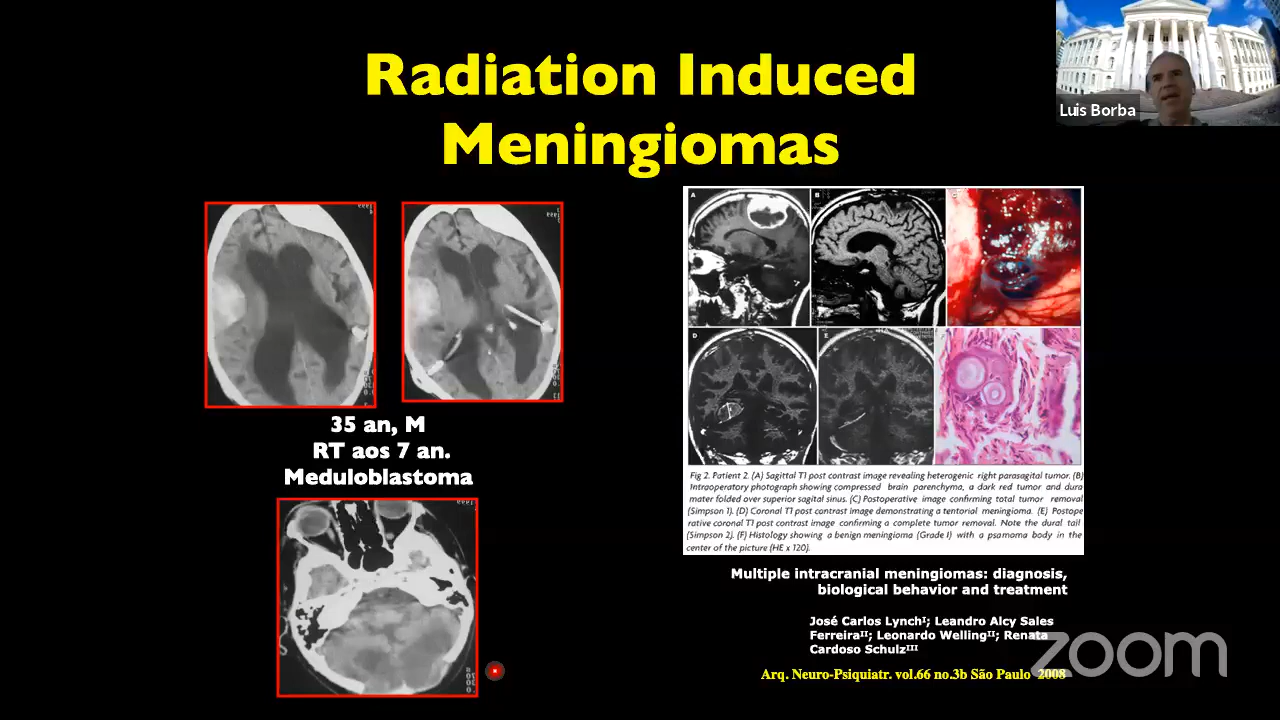 Radiation Induced
Meningiomas
Luis Borba
35 an, M
RT aos 7 an.
Meduloblastoma
A
B
D
E
Fig 2. Patient 2. (A) Sagittal T1 post contrast image revealing heterogenic right parasagital tumor. (B)
Intraoperatory photograph showing compressed brain parenchyma, a dark red tumor and dura
mater folded over superior sagital sinus. (C) Postoperative image confirming total tumor removal
(Simpson 1). (D) Coronal T1 post contrast image demonstrating a tentorial meningioma. (E) Postope
rative coronal T1 post contrast image confirming a complete tumor removal. Note the dural tail
(Simpson 2). (F) Histology showing a benign meningioma (Grade I) with a psamoma body in the
center of the picture (HE x 120).
Multiple intracranial meningiomas: diagnosis,
biological behavior and treatment
José Carlos Lynchᴵ; Leandro Alcy Sales
Ferreiraᴵᴵ; Leonardo Wellingᴵᴵ; Renata
Cardoso Schulzᴵᴵᴵ
Arq. Neuro-Psiquiatr. vol.66 no.3b São Paulo 2008
zoom